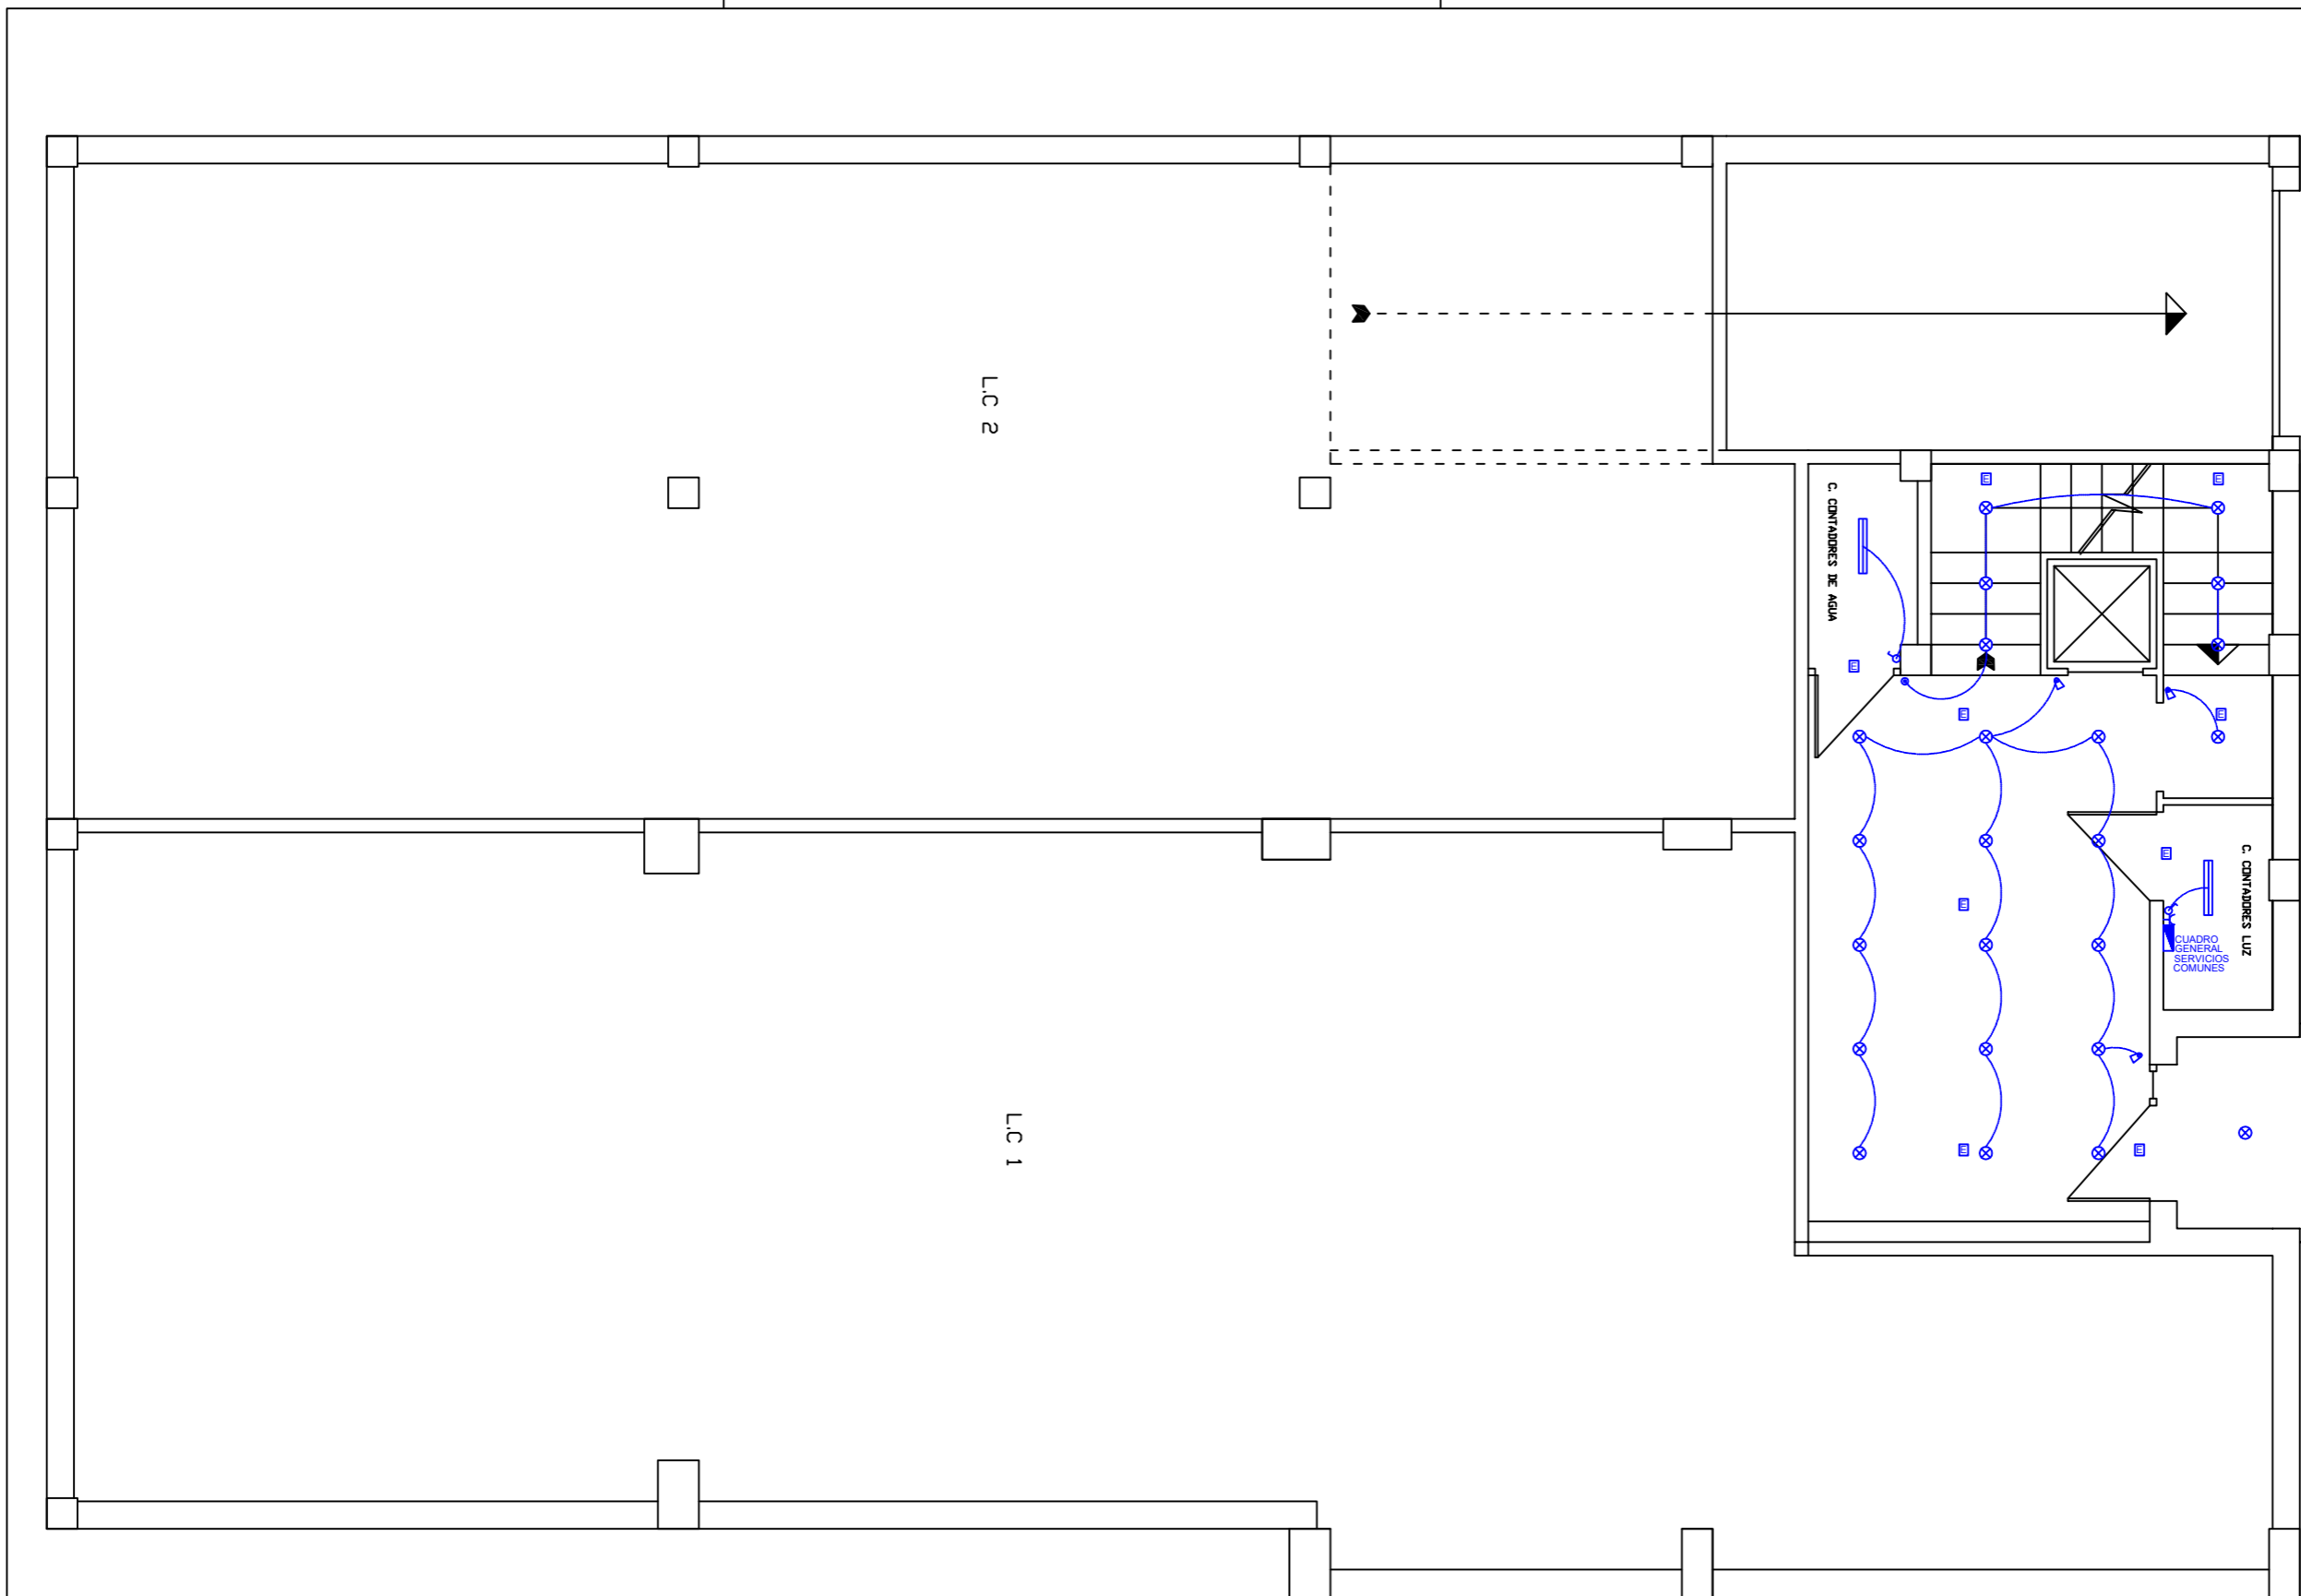 L.C 2
C. CONTADORES DE AGUA
C. CONTADORES LUZ
CUADRO
GENERAL
SERVICIOS
COMUNES
L.C 1
E
E
E
E
E
E
E
E
E